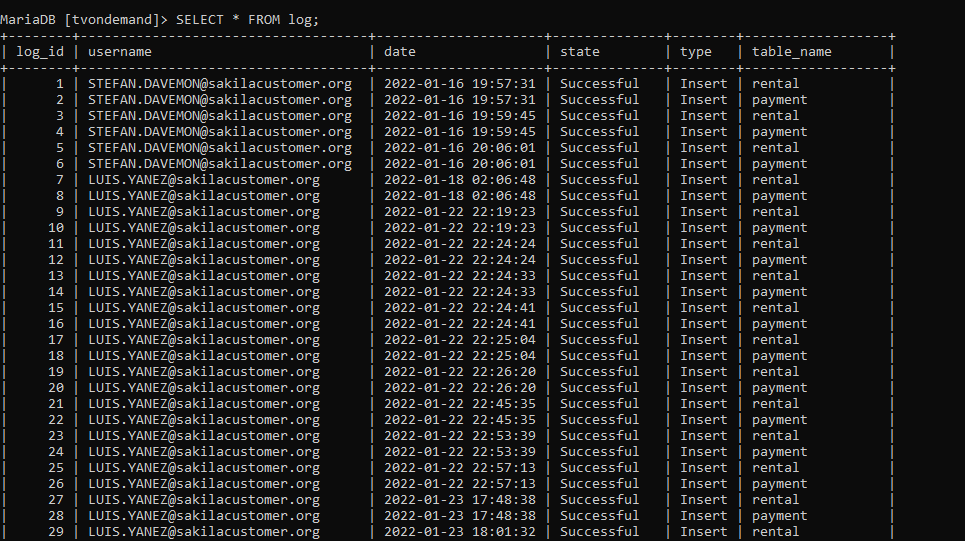 MariaDB [tvondemand]> SELECT * FROM log;
+--------+------------------------------------+---------------------+------------+--------+------------------+
| log_id | username                           | date                | state      | type   | table_name       |
+--------+------------------------------------+---------------------+------------+--------+------------------+
|      1 | STEFAN.DAVEMON@sakilacustomer.org  | 2022-01-16 19:57:31 | Successful | Insert | rental           |
|      2 | STEFAN.DAVEMON@sakilacustomer.org  | 2022-01-16 19:57:31 | Successful | Insert | payment          |
|      3 | STEFAN.DAVEMON@sakilacustomer.org  | 2022-01-16 19:59:45 | Successful | Insert | rental           |
|      4 | STEFAN.DAVEMON@sakilacustomer.org  | 2022-01-16 19:59:45 | Successful | Insert | payment          |
|      5 | STEFAN.DAVEMON@sakilacustomer.org  | 2022-01-16 20:06:01 | Successful | Insert | rental           |
|      6 | STEFAN.DAVEMON@sakilacustomer.org  | 2022-01-16 20:06:01 | Successful | Insert | payment          |
|      7 | LUIS.YANEZ@sakilacustomer.org      | 2022-01-18 02:06:48 | Successful | Insert | rental           |
|      8 | LUIS.YANEZ@sakilacustomer.org      | 2022-01-18 02:06:48 | Successful | Insert | payment          |
|      9 | LUIS.YANEZ@sakilacustomer.org      | 2022-01-22 22:19:23 | Successful | Insert | rental           |
|     10 | LUIS.YANEZ@sakilacustomer.org      | 2022-01-22 22:19:23 | Successful | Insert | payment          |
|     11 | LUIS.YANEZ@sakilacustomer.org      | 2022-01-22 22:24:24 | Successful | Insert | rental           |
|     12 | LUIS.YANEZ@sakilacustomer.org      | 2022-01-22 22:24:24 | Successful | Insert | payment          |
|     13 | LUIS.YANEZ@sakilacustomer.org      | 2022-01-22 22:24:33 | Successful | Insert | rental           |
|     14 | LUIS.YANEZ@sakilacustomer.org      | 2022-01-22 22:24:33 | Successful | Insert | payment          |
|     15 | LUIS.YANEZ@sakilacustomer.org      | 2022-01-22 22:24:41 | Successful | Insert | rental           |
|     16 | LUIS.YANEZ@sakilacustomer.org      | 2022-01-22 22:24:41 | Successful | Insert | payment          |
|     17 | LUIS.YANEZ@sakilacustomer.org      | 2022-01-22 22:25:04 | Successful | Insert | rental           |
|     18 | LUIS.YANEZ@sakilacustomer.org      | 2022-01-22 22:25:04 | Successful | Insert | payment          |
|     19 | LUIS.YANEZ@sakilacustomer.org      | 2022-01-22 22:26:20 | Successful | Insert | rental           |
|     20 | LUIS.YANEZ@sakilacustomer.org      | 2022-01-22 22:26:20 | Successful | Insert | payment          |
|     21 | LUIS.YANEZ@sakilacustomer.org      | 2022-01-22 22:45:35 | Successful | Insert | rental           |
|     22 | LUIS.YANEZ@sakilacustomer.org      | 2022-01-22 22:45:35 | Successful | Insert | payment          |
|     23 | LUIS.YANEZ@sakilacustomer.org      | 2022-01-22 22:53:39 | Successful | Insert | rental           |
|     24 | LUIS.YANEZ@sakilacustomer.org      | 2022-01-22 22:53:39 | Successful | Insert | payment          |
|     25 | LUIS.YANEZ@sakilacustomer.org      | 2022-01-22 22:57:13 | Successful | Insert | rental           |
|     26 | LUIS.YANEZ@sakilacustomer.org      | 2022-01-22 22:57:13 | Successful | Insert | payment          |
|     27 | LUIS.YANEZ@sakilacustomer.org      | 2022-01-23 17:48:38 | Successful | Insert | rental           |
|     28 | LUIS.YANEZ@sakilacustomer.org      | 2022-01-23 17:48:38 | Successful | Insert | payment          |
|     29 | LUIS.YANEZ@sakilacustomer.org      | 2022-01-23 18:01:32 | Successful | Insert | rental           |